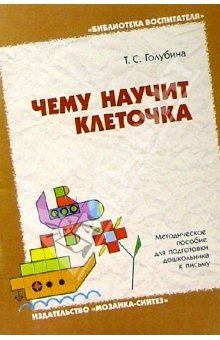 «БИБЛИОТЕКА ВОСПИТАТЕЛЯ»
Т. С. Голубина
ЧЕМУ НАУЧИТ
КЛЕТОЧКА
Методическое
пособие
для подготовки
дошкольника
к письму
ИЗДАТЕЛЬСТВО «МОЗАИКА-СИНТЕЗ»